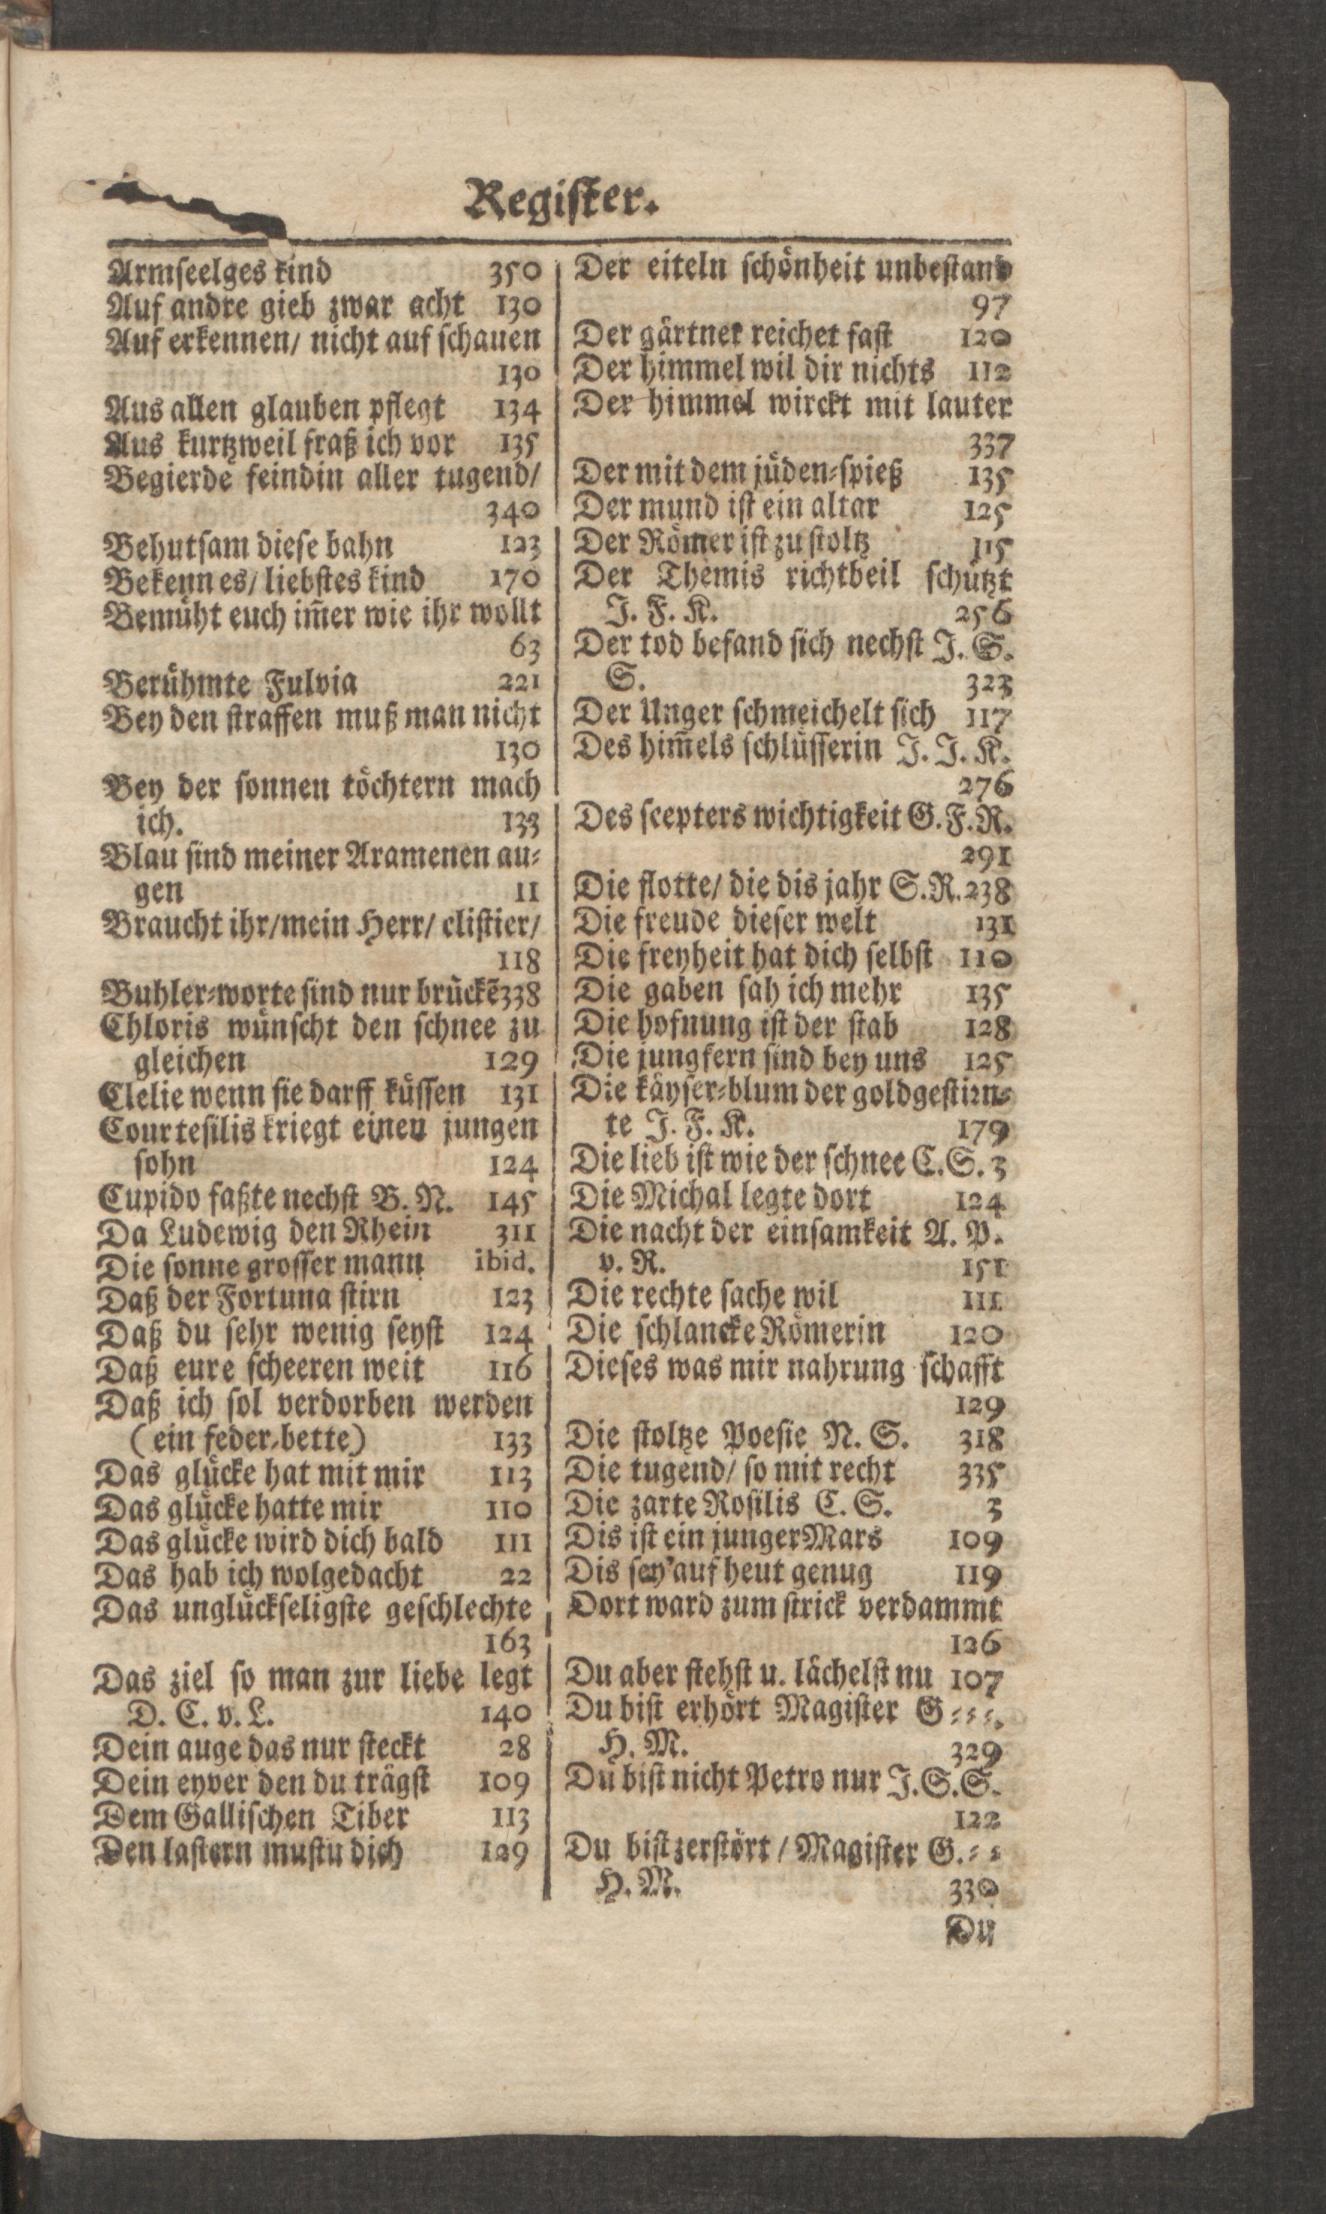 Register.
Armseelges kind 350
Auf andre gieb zwar acht 130
Auf erkennen/ nicht auf schauen
130
Aus allen glauben pflegt 134
Aus kurtzweil fraß ich vor 135
Begierde feindin aller tugend/
340
Behutsam diese bahn 123
Bekenn es/ liebstes kind 170
Bemüht euch im̃er wie ihr wollt
63
Berühmte Fulvia 221
Bey den straffen muß man nicht
130
Bey der sonnen töchtern mach
ich. 133
Blau sind meiner Aramenen au-
gen 11
Braucht ihr/mein Herr/ clistier/
118
Buhler-worte sind nur brückẽ338
Chloris wünscht den schnee zu
gleichen 129
Clelie wenn sie darff küssen 131
Courtesilis kriegt einen jungen
sohn 124
Cupido faßte nechst B. N. 145
Da Ludewig den Rhein 311
Die sonne grosser mann ibid.
Daß der Fortuna stirn 123
Daß du sehr wenig seyst 124
Daß eure scheeren weit 116
Daß ich sol verdorben werden
(ein feder-bette) 133
Das glücke hat mit mir 113
Das glücke hatte mir 110
Das glücke wird dich bald 111
Das hab ich wolgedacht 22
Das unglückseligste geschlechte
163
Das ziel so man zur liebe legt
D. C. v. L. 140
Dein auge das nur steckt 28
Dein eyver den du trägst 109
Dem Gallischen Tiber 113
Den lastern mustu dich 129
Der eiteln schönheit unbestand
97
Der gärtner reichet fast 120
Der himmel wil dir nichts 112
Der himmel wirckt mit lauter
337
Der mit dem jüden-spieß 135
Der mund ist ein altar 125
Der Römer ist zu stoltz 115
Der Themis richtbeil schützt
J. F. K. 256
Der tod befand sich nechst J. S.
S. 323
Der Unger schmeichelt sich 117
Des him̃els schlüsserin J. J. K.
276
Des scepters wichtigkeit G. F. R.
291
Die flotte/ die dis jahr S. R. 238
Die freude dieser welt 131
Die freyheit hat dich selbst 110
Die gaben sah ich mehr 135
Die hofnung ist der stab 128
Die jungfern sind bey uns 125
Die käyser-blum der goldgestirn-
te J. F. K. 179
Die lieb ist wie der schnee C. S. 3
Die Michal legte dort 124
Die nacht der einsamkeit A. P.
v. R. 151
Die rechte sache wil 111
Die schlancke Römerin 120
Dieses was mir nahrung schafft
129
Die stoltze Poesie N. S. 318
Die tugend/ so mit recht 335
Die zarte Rosilis C. S. 3
Dis ist ein junger Mars 109
Dis sey auf heut genug 119
Dort ward zum strick verdammt
126
Du aber stehst u. lächelst nu 107
Du bist erhört Magister G---.
H. M. 329
Du bist nicht Petro nur J. S. S.
122
Du bist zerstört / Magister G.--
H. M. 330
Du